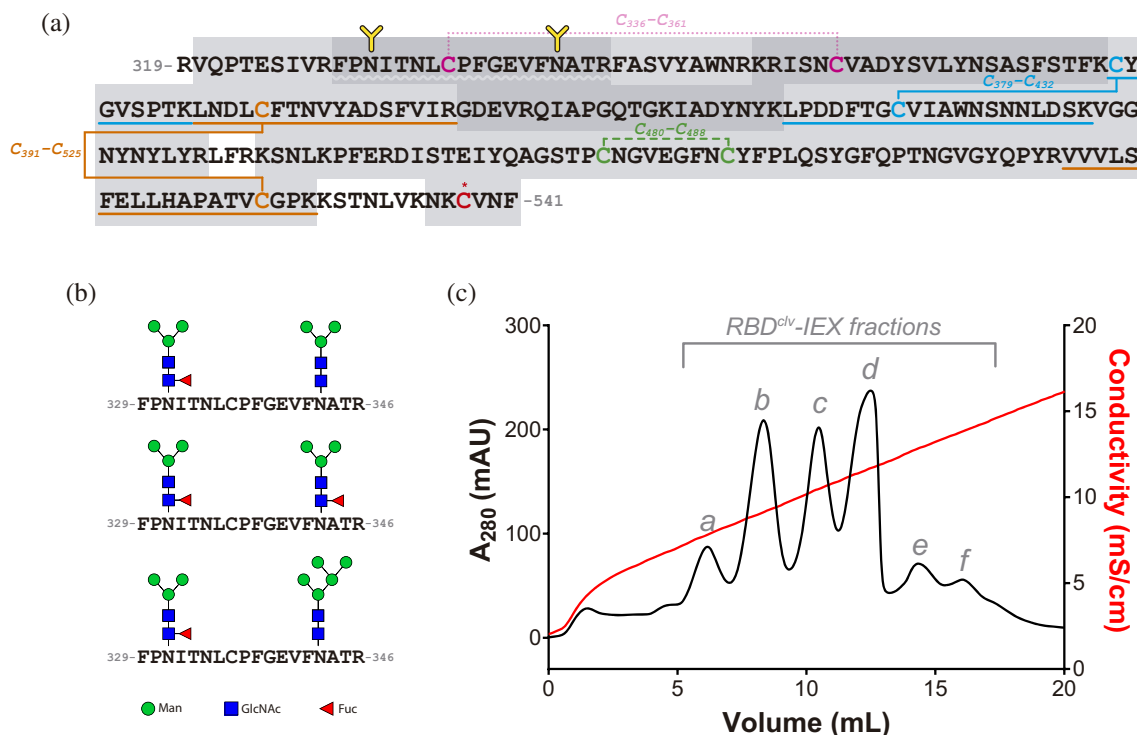 (a)
C336–C361
319- RVQPTESIVRFPNITNLCPFGEVFNATRFASVYAWNRKRISNCVADYSVLYNSASFSTFKCY
C379–C432
GVSPTKLNDLCFTNVYADSFVIRGDEVRQIAPGQTGKIADYNYKLPDDFTGCVIAWNSNNLDSKVGG
C391–C525
C480–C488
NYNYLYRLFRKSNLKPFERDISTEIYQAGSTPCNGVEGFNCYFPLQSYGFQPTNGVGYQPYRVVVLS
*
FELLHAPATVCGPKKSTNLVKNKCVNF -541
(b)
329- FPNITNLCPFGEVFNATR -346
329- FPNITNLCPFGEVFNATR -346
329- FPNITNLCPFGEVFNATR -346
Man GlcNAc Fuc
(c)
RBDclv-IEX fractions
a b c d e f
A280 (mAU)
300
200
100
0
0 5 10 15 20
Volume (mL)
20
15
10
5
0
Conductivity (mS/cm)